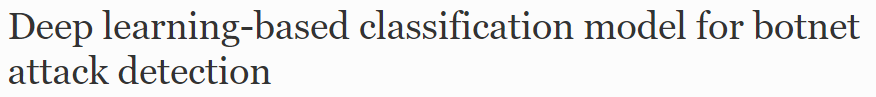 Deep learning-based classification model for botnet
attack detection